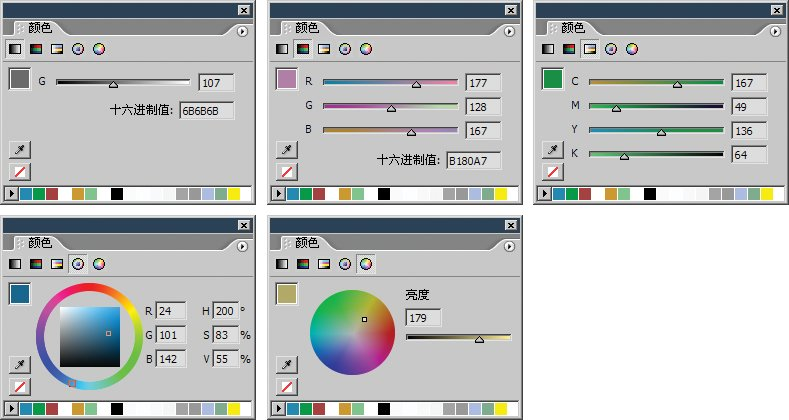 颜色
G 107
十六进制值: 6B6B6B
颜色
R 177
G 128
B 167
十六进制值: B180A7
颜色
C 167
M 49
Y 136
K 64
颜色
R 24 H 200 °
G 101 S 83 %
B 142 V 55 %
颜色
亮度
179